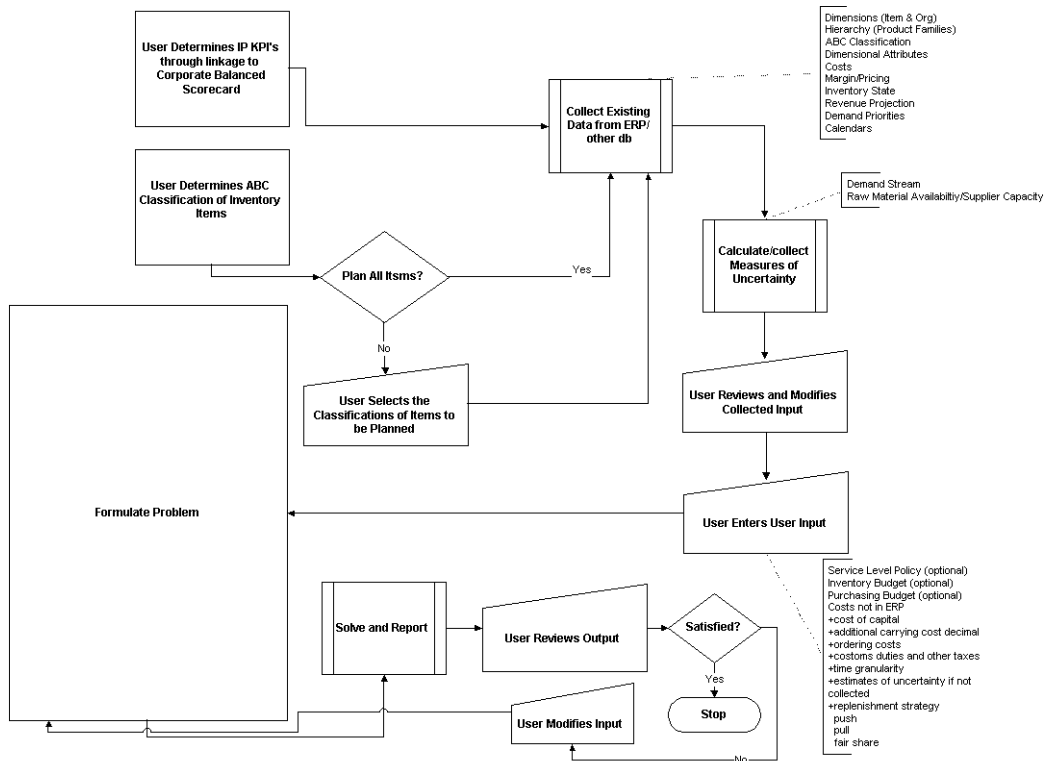 User Determines IP KPI's
through linkage to
Corporate Balanced
Scorecard
Collect Existing
Data from ERP/
other db
Dimensions (Item & Org)
Hierarchy (Product Families)
ABC Classification
Dimensional Attributes
Costs
Margin/Pricing
Inventory State
Revenue Projection
Demand Priorities
Calendars
User Determines ABC
Classification of Inventory
Items
Demand Stream
Raw Material Availabiltiy/Supplier Capacity
Plan All Itsms?
Yes
No
Calculate/collect
Measures of
Uncertainty
User Selects the
Classifications of Items to
be Planned
User Reviews and Modifies
Collected Input
Formulate Problem
User Enters User Input
Service Level Policy (optional)
Inventory Budget (optional)
Purchasing Budget (optional)
Costs not in ERP
+cost of capital
+additional carrying cost decimal
+ordering costs
+costoms duties and other taxes
+time granularity
+estimates of uncertainty if not
collected
+replenishment strategy
push
pull
fair share
Solve and Report
User Reviews Output
Satisfied?
Yes
Stop
User Modifies Input
No